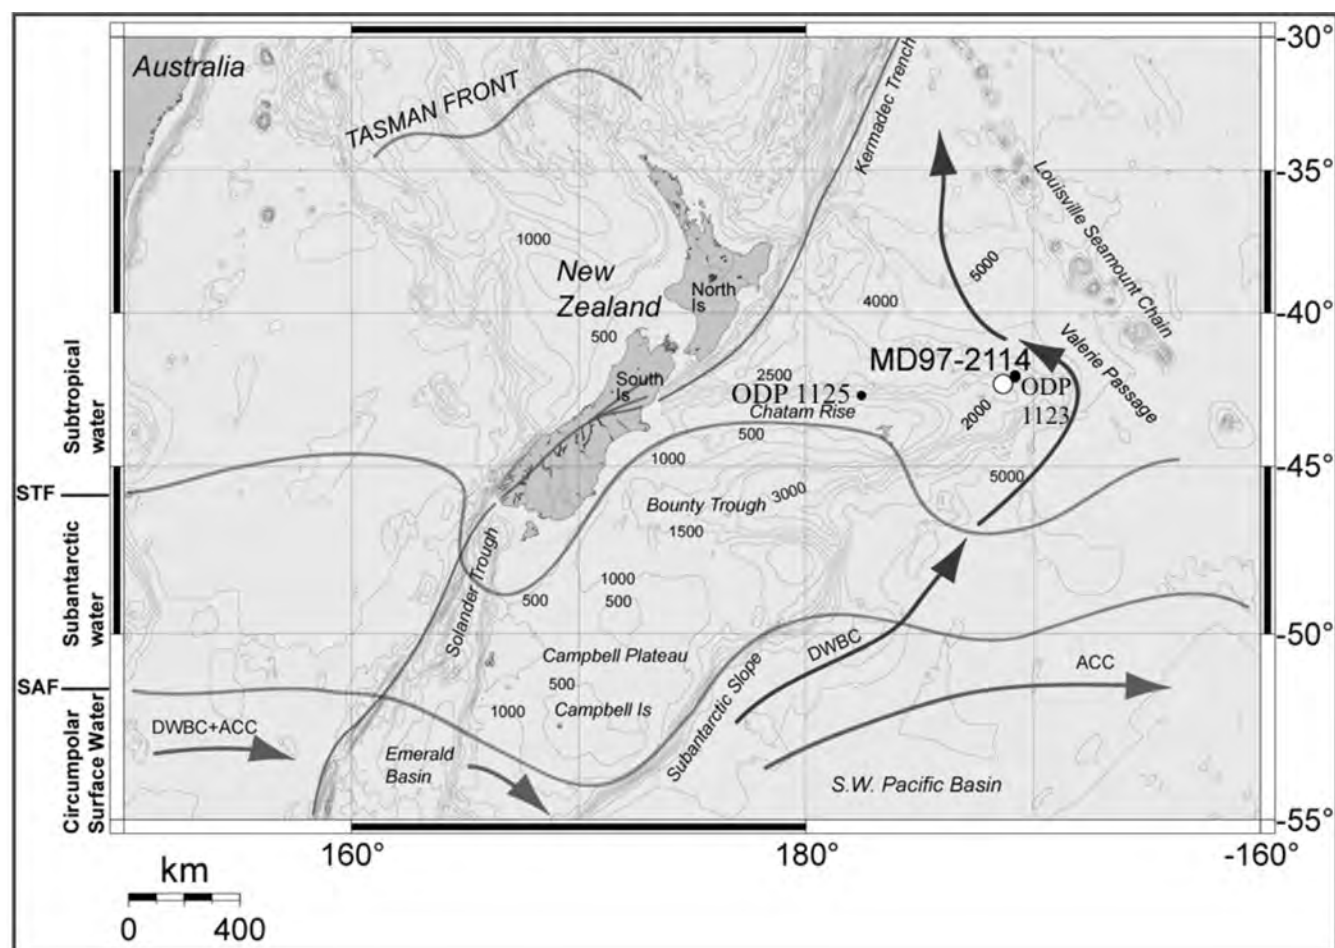 -30°
Australia
TASMAN FRONT
Kermadec Trench
-35°
Louisville Seamount Chain
1000
New
Zealand
North
Is
5000
4000
-40°
500
Valerie Passage
South
Is
2500
MD97-2114
ODP 1125
ODP
1123
Chatam Rise
2000
500
Subtropical
water
1000
-45°
5000
STF
Bounty Trough
3000
1500
Subantarctic
water
Solander Trough
1000
500
500
-50°
DWBC
Campbell Plateau
Subantarctic Slope
ACC
SAF
500
1000
Campbell Is
DWBC+ACC
Emerald
Basin
S.W. Pacific Basin
Circumpolar
Surface Water
-55°
160°
180°
-160°
km
0
400